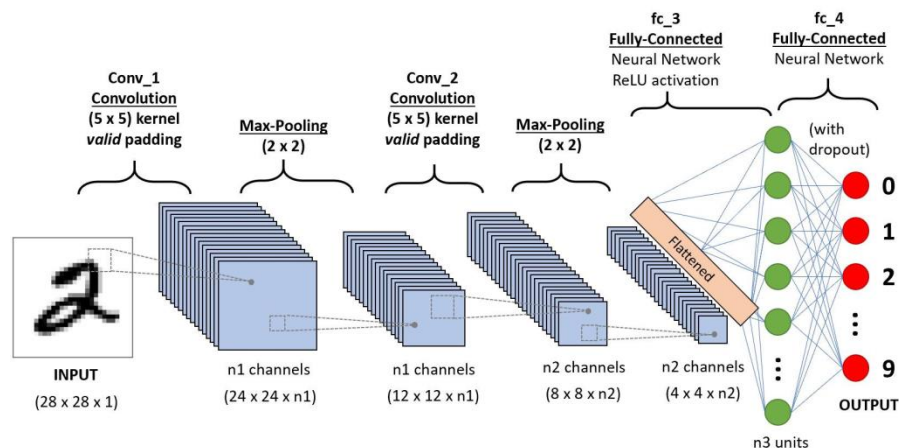 fc_3
Fully-Connected
Neural Network
ReLU activation
fc_4
Fully-Connected
Neural Network
Conv_1
Convolution
(5 x 5) kernel
valid padding
Max-Pooling
(2 x 2)
Conv_2
Convolution
(5 x 5) kernel
valid padding
Max-Pooling
(2 x 2)
(with
dropout)
Flattened
0
1
2
9
INPUT
(28 x 28 x 1)
n1 channels
(24 x 24 x n1)
n1 channels
(12 x 12 x n1)
n2 channels
(8 x 8 x n2)
n2 channels
(4 x 4 x n2)
OUTPUT
n3 units
2